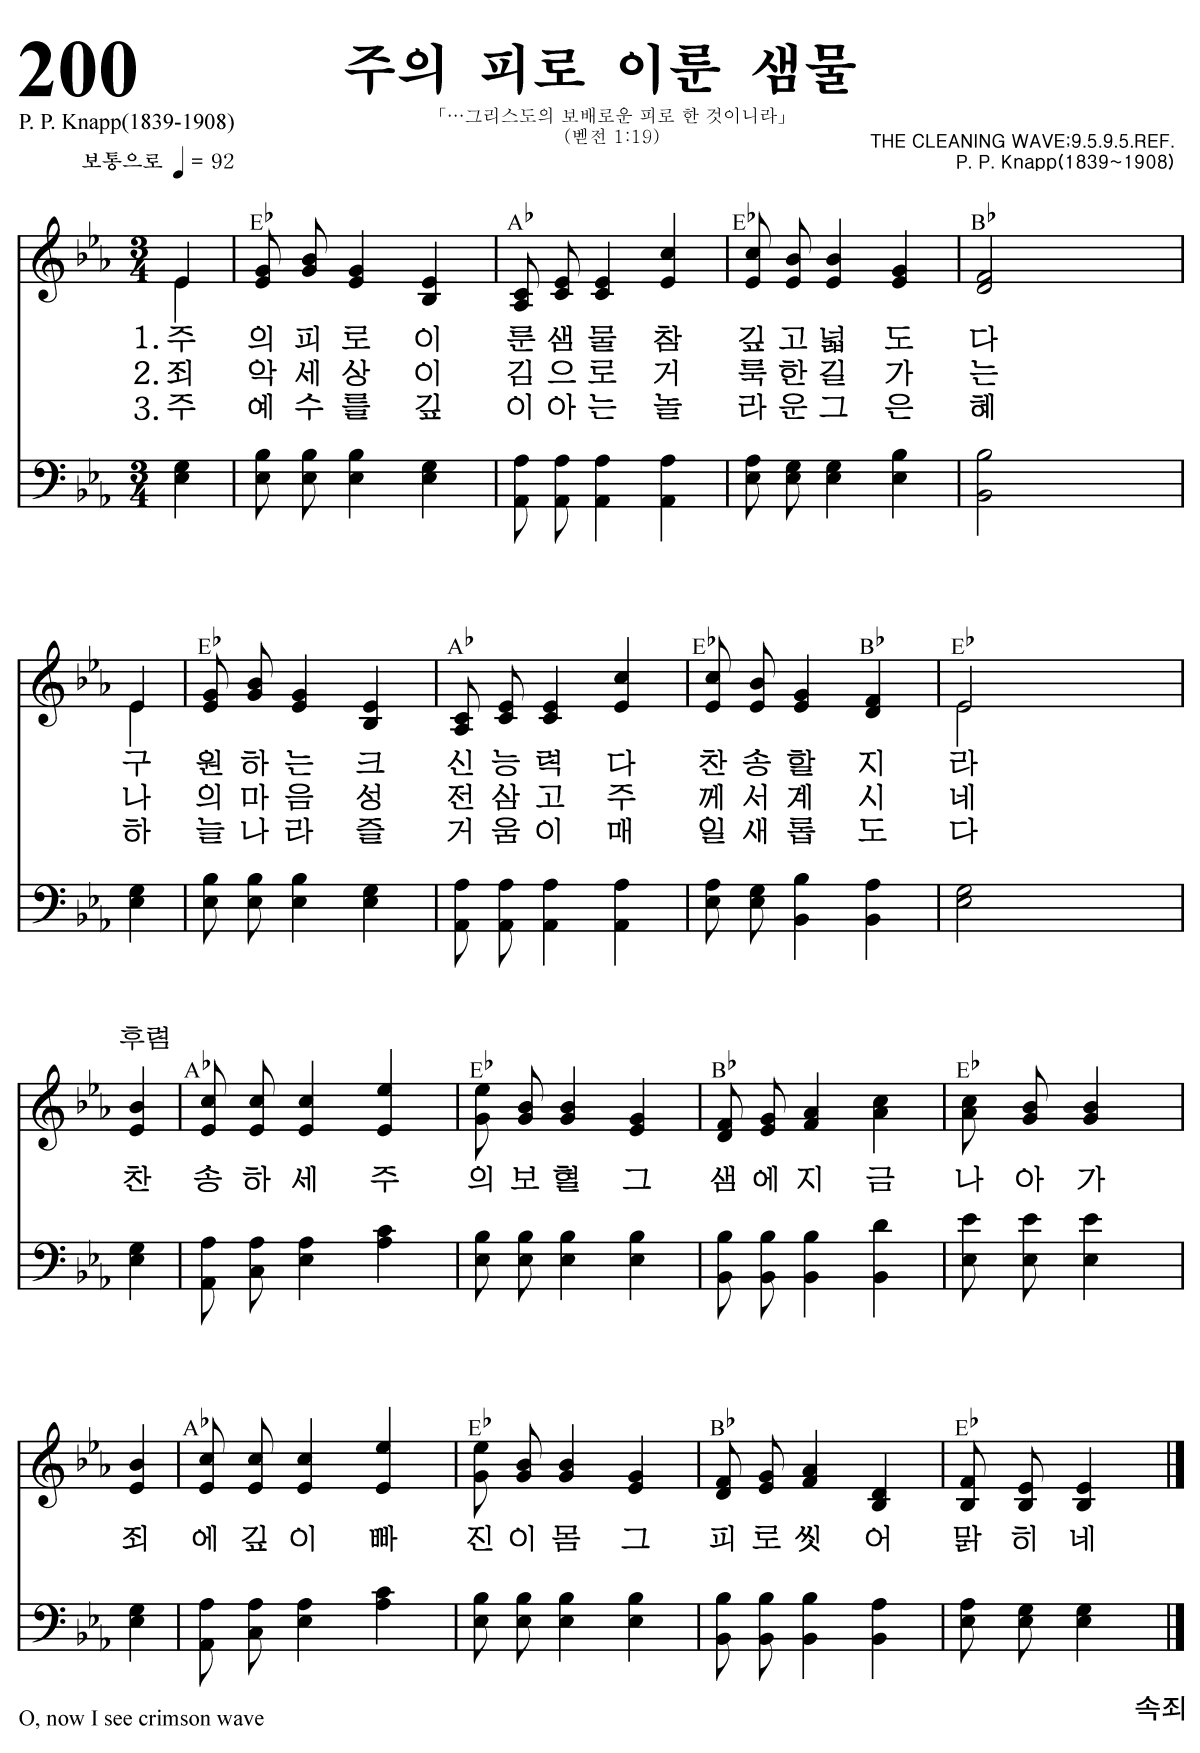 200
주의 피로 이룬 샘물
P. P. Knapp(1839-1908)
「…그리스도의 보배로운 피로 한 것이니라」
(벧전 1:19)
THE CLEANING WAVE:9.5.9.5.REF.
P. P. Knapp(1839~1908)
보통으로 ♩= 92
E♭ A♭ E♭ B♭
3/4
1. 주 의 피 로 이 룬 샘 물 참 깊 고 넓 도 다
2. 죄 악 세 상 이 김 으 로 거 룩 한 길 가 는
3. 주 예 수 를 깊 이 아 는 놀 라 운 그 은 혜
3/4
E♭ A♭ E♭ B♭ E♭
구 원 하 는 크 신 능 력 다 찬 송 할 지 라
나 의 마 음 성 전 삼 고 주 께 서 계 시 네
하 늘 나 라 즐 거 움 이 매 일 새 롭 도 다
후렴
A♭ E♭ B♭ E♭
찬 송 하 세 주 의 보 혈 그 샘 에 지 금 나 아 가
A♭ E♭ B♭ E♭
죄 에 깊 이 빠 진 이 몸 그 피 로 씻 어 맑 히 네
O, now I see crimson wave
속죄